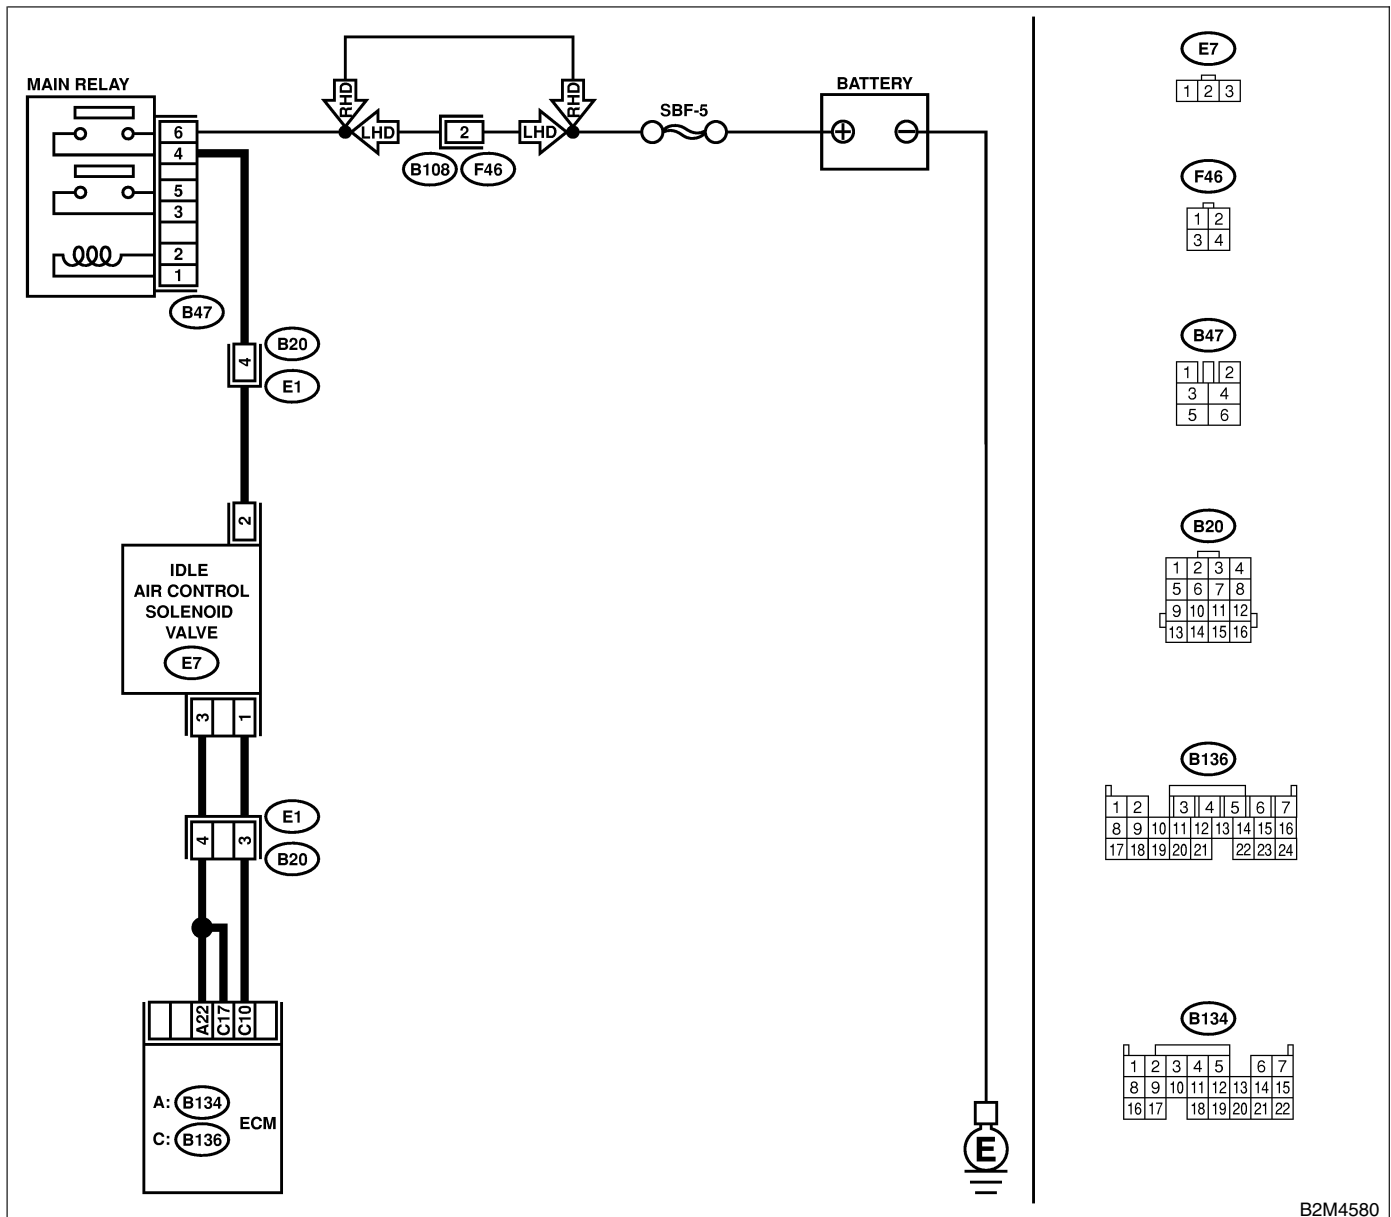 MAIN RELAY
6
4
5
3
2
1
B47
RHD
LHD
2
B108
F46
LHD
RHD
SBF-5
BATTERY
+
−
4
B20
E1
2
IDLE
AIR CONTROL
SOLENOID
VALVE
E7
3 1
4 3
E1
B20
A22 C17 C10
A: B134
C: B136
ECM
E
E7
1 2 3
F46
1 2
3 4
B47
1 2
3 4
5 6
B20
1 2 3 4
5 6 7 8
9 10 11 12
13 14 15 16
B136
1 2 3 4 5 6 7
8 9 10 11 12 13 14 15 16
17 18 19 20 21 22 23 24
B134
1 2 3 4 5 6 7
8 9 10 11 12 13 14 15
16 17 18 19 20 21 22
B2M4580